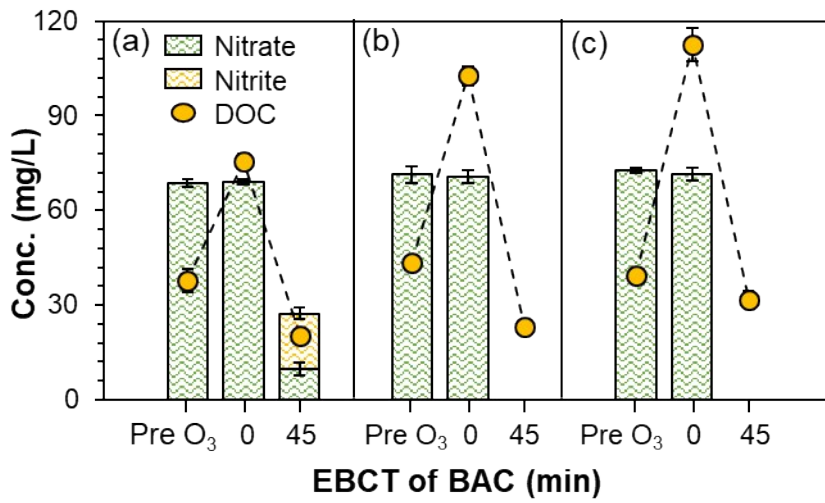 120
90
60
30
0
Conc. (mg/L)
(a)
Nitrate
Nitrite
DOC
(b)
(c)
Pre O₃ 0 45 Pre O₃ 0 45 Pre O₃ 0 45
EBCT of BAC (min)